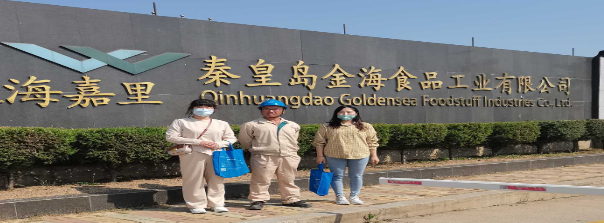 海嘉里
秦皇岛金海食品工业有限公司
Qinhuangdao Goldensea Foodstuff Industries Co., Ltd.